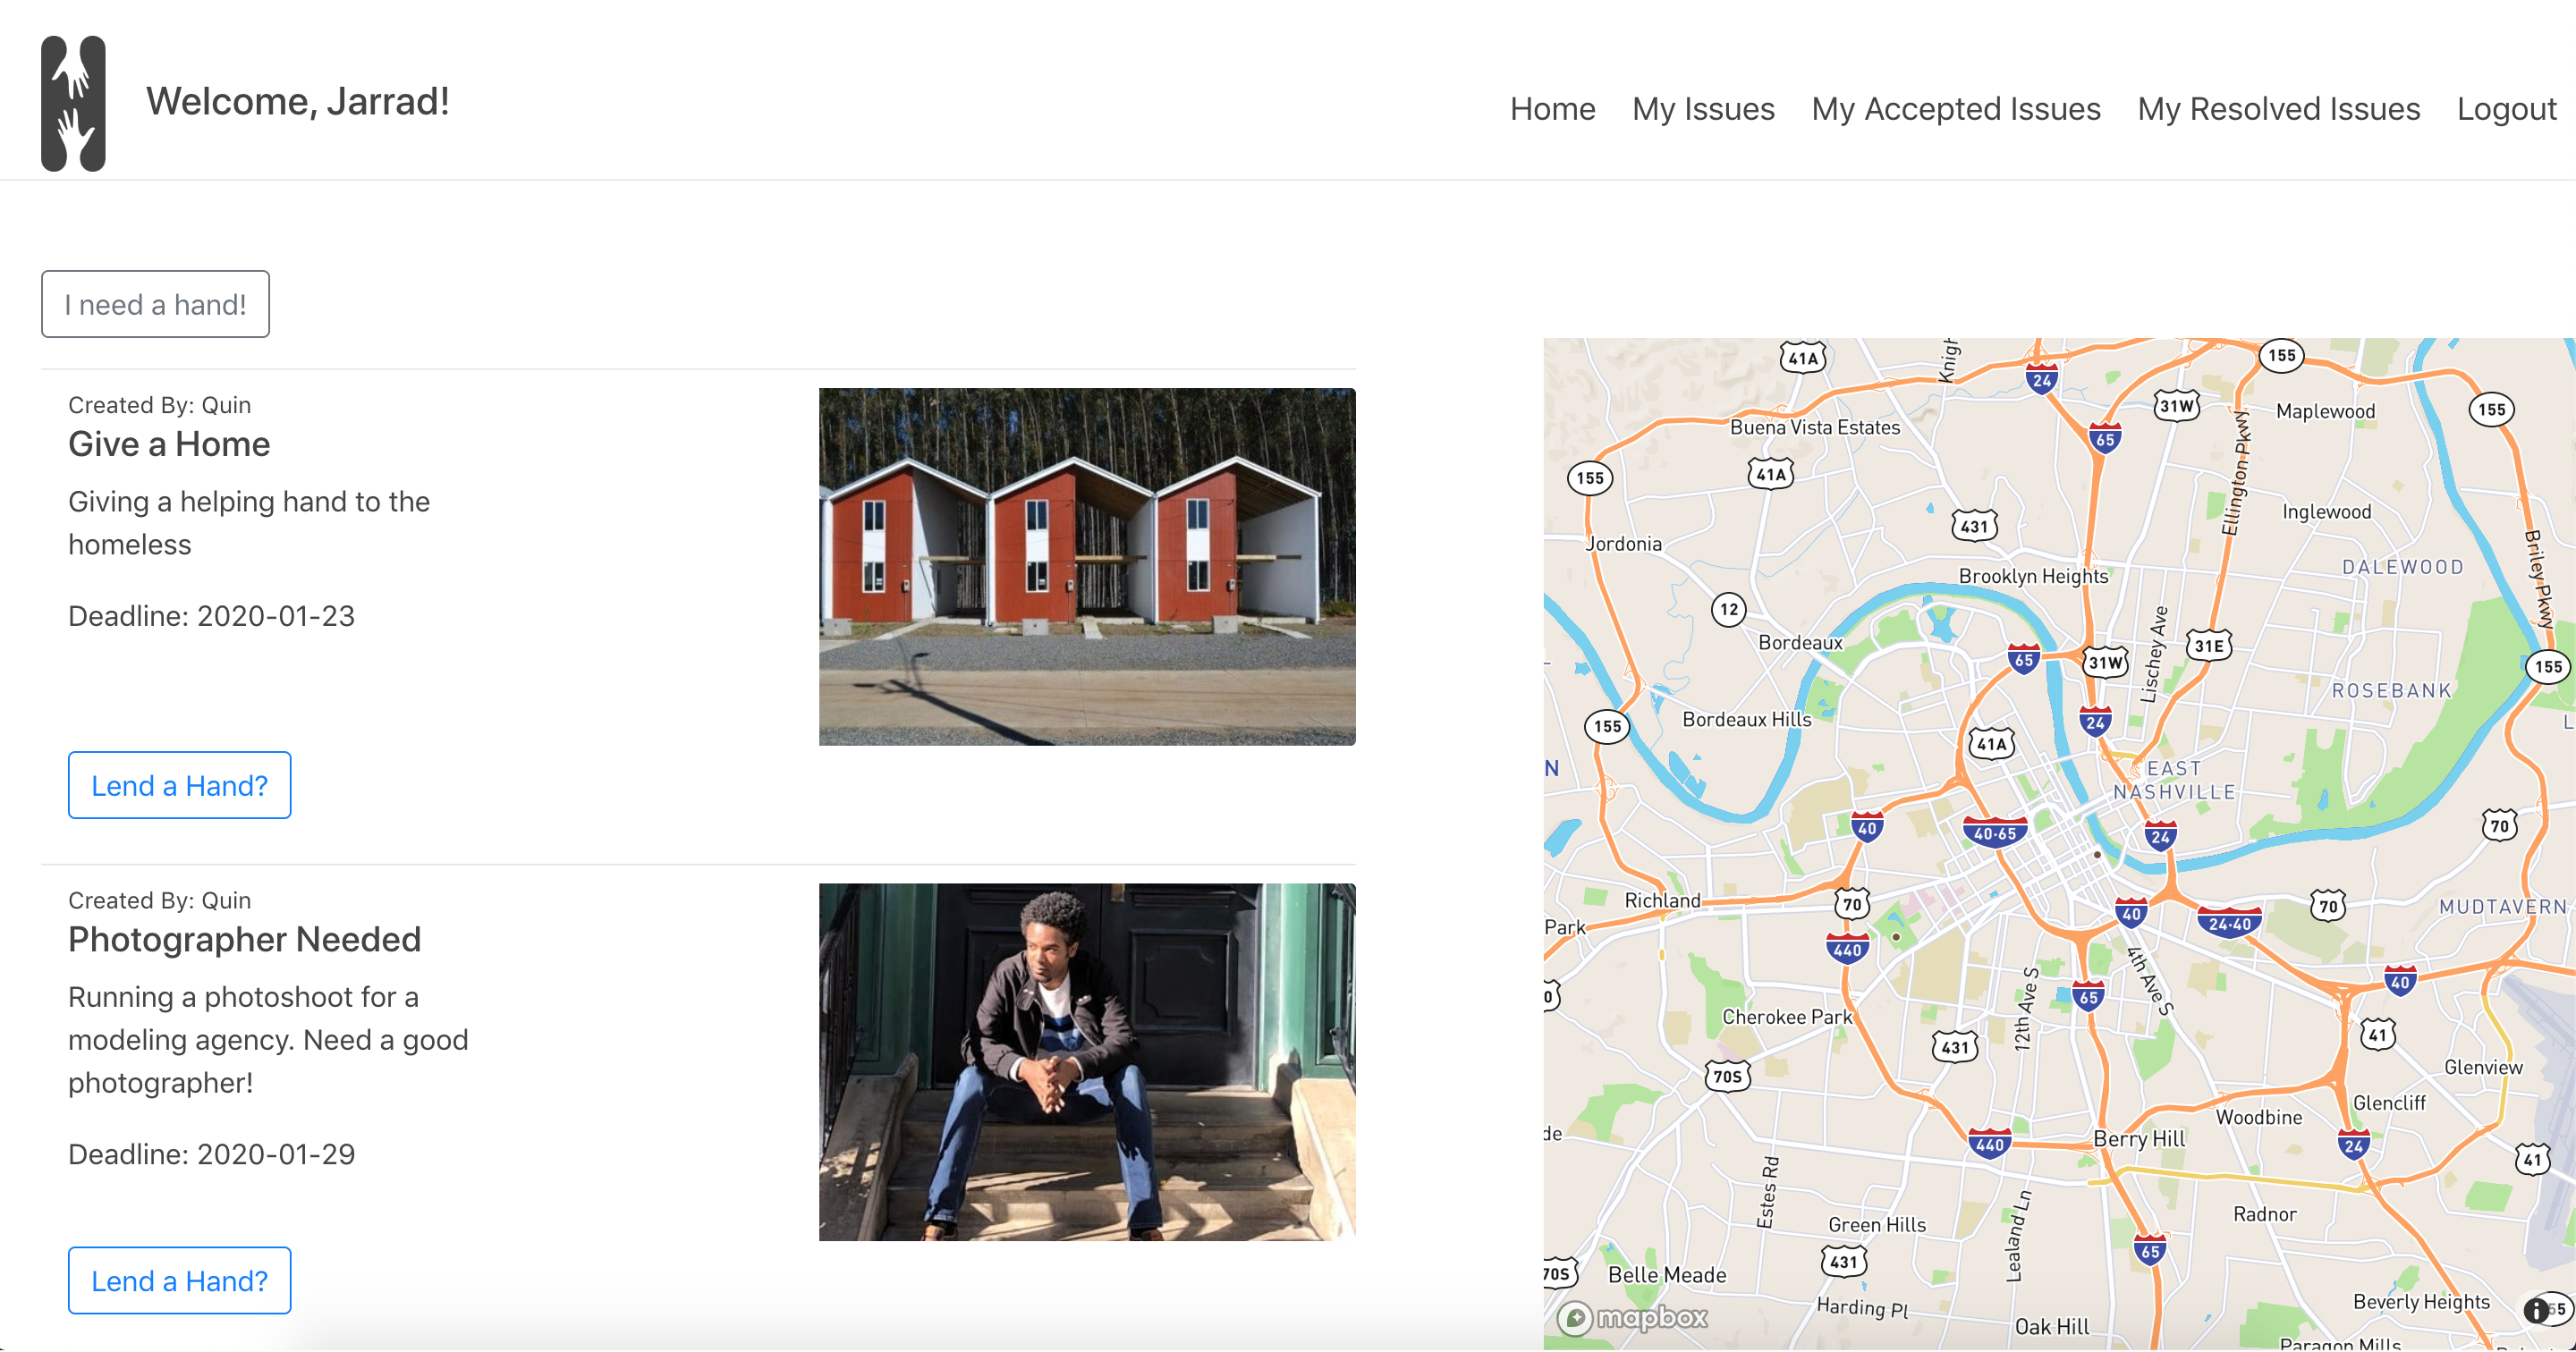 Welcome, Jarrad!
Home
My Issues
My Accepted Issues
My Resolved Issues
Logout
I need a hand!
Created By: Quin
Give a Home
Giving a helping hand to the
homeless
Deadline: 2020-01-23
Lend a Hand?
Created By: Quin
Photographer Needed
Running a photoshoot for a
modeling agency. Need a good
photographer!
Deadline: 2020-01-29
Lend a Hand?
41A
24
155
31W
Maplewood
155
Buena Vista Estates
65
Ellington Pkwy
41A
155
431
Inglewood
Jordonia
Brooklyn Heights
DALEWOOD
Briley Pkwy
12
Bordeaux
65
31W
Lischey Ave
31E
155
ROSEBANK
155
Bordeaux Hills
24
41A
N
EAST
NASHVILLE
40
40-65
24
70
Richland
70
40
24-40
70
MUDTAVERN
Park
440
4th Ave S
40
65
12th Ave S
Cherokee Park
431
41
70S
Glenview
Glencliff
Woodbine
de
440
Berry Hill
24
41
Estes Rd
Lealand Ln
Radnor
Green Hills
65
431
70S
Belle Meade
Harding Pl
Beverly Heights
55
mapbox
Oak Hill
Paragon Mills